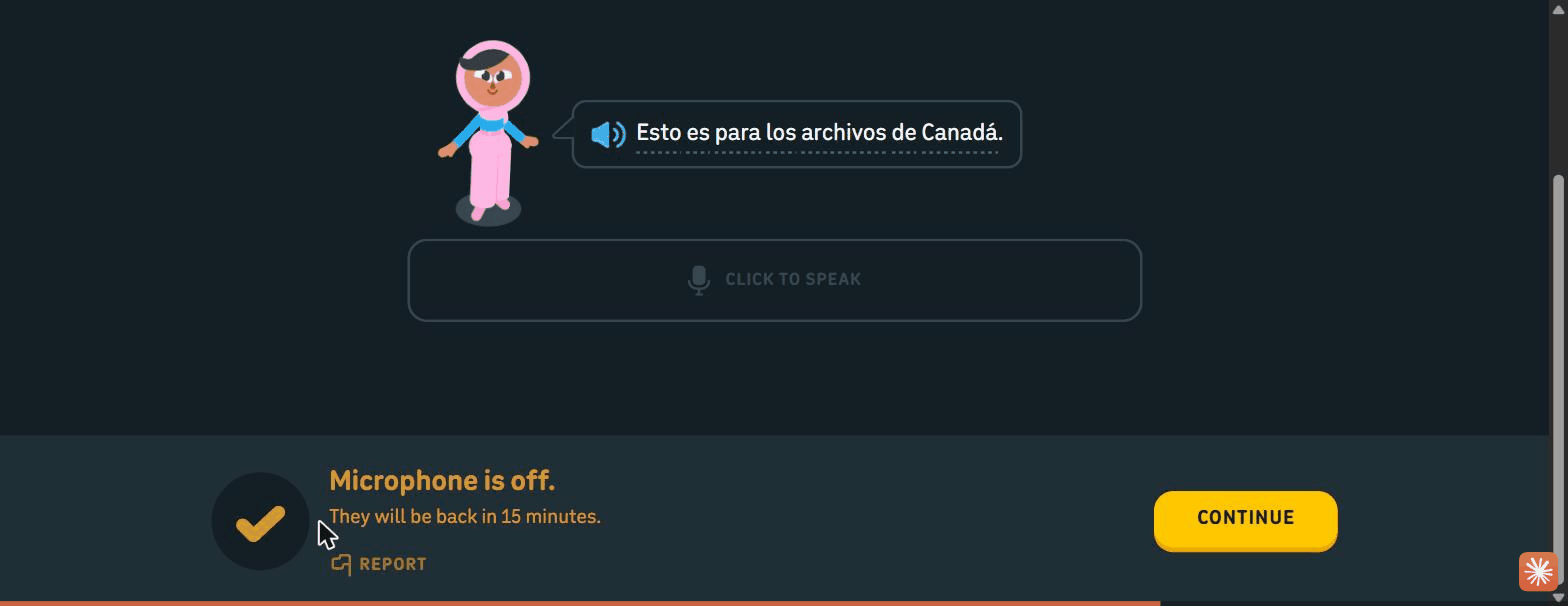 Esto es para los archivos de Canadá.
CLICK TO SPEAK
Microphone is off.
They will be back in 15 minutes.
REPORT
CONTINUE